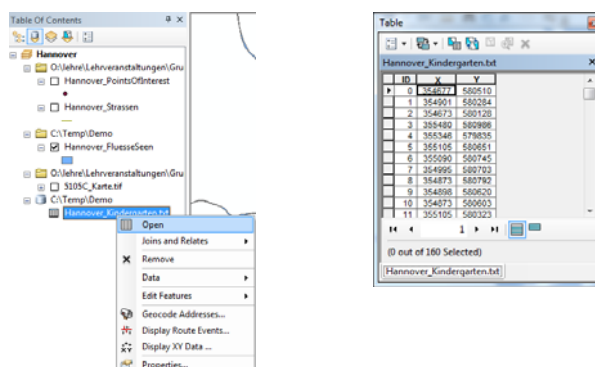 Table Of Contents
Hannover
O:\lehre\Lehrveranstaltungen\Gru
Hannover_PointsOfInterest
Hannover_Strassen
C:\Temp\Demo
Hannover_FluesseSeen
O:\lehre\Lehrveranstaltungen\Gru
5105C_Karte.tif
C:\Temp\Demo
Hannover_Kindergarten.txt
Open
Joins and Relates
Remove
Data
Edit Features
Geocode Addresses...
Display Route Events...
Display XY Data ...
Properties...
Table
Hannover_Kindergarten.txt
ID X Y
0 354677 580510
1 354901 580284
2 354673 580128
3 355480 580986
4 355346 579835
5 355105 580651
6 355090 580745
7 354995 580703
8 354873 580792
9 354898 580620
10 354873 580603
11 355105 580323
1
(0 out of 160 Selected)
Hannover_Kindergarten.txt